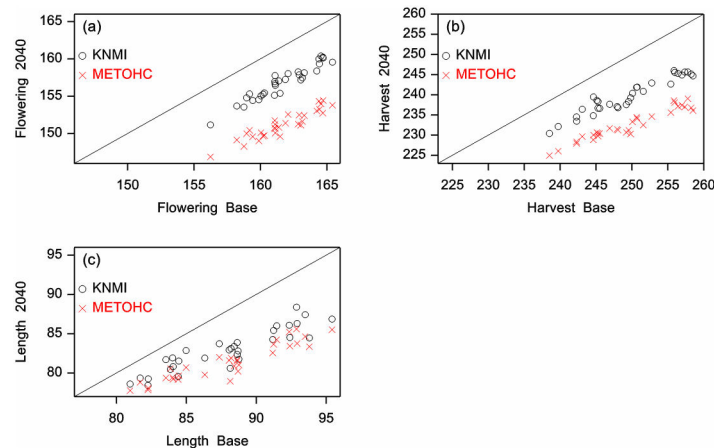 (a)
KNMI
METOHC
165
160
155
150
Flowering 2040
150
155
160
165
Flowering Base
(b)
KNMI
METOHC
260
255
250
245
240
235
230
225
Harvest 2040
225
230
235
240
245
250
255
260
Harvest Base
(c)
KNMI
METOHC
95
90
85
80
Length 2040
80
85
90
95
Length Base